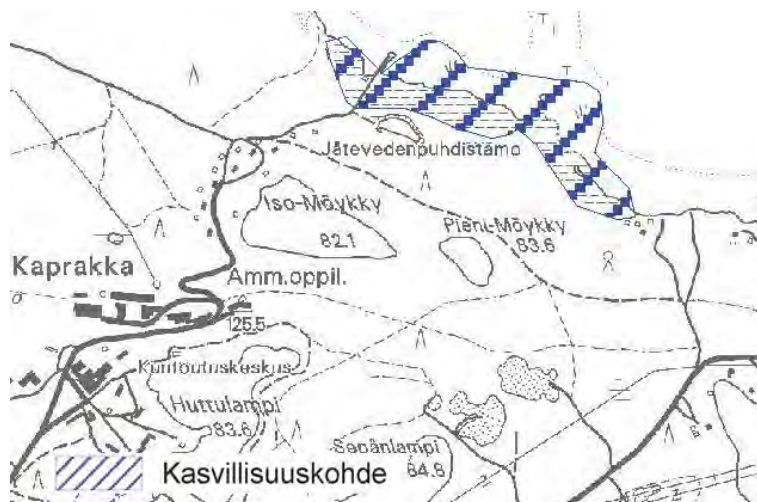 Jätevedenpuhdistamo
Iso-Möykky
82.1
Pieni-Möykky
83.6
Kaprakka
Amm.oppil.
125.5
Kuntoutuskeskus
Huttulampi
83.6
Sepänlampi
84.8
Kasvillisuuskohde